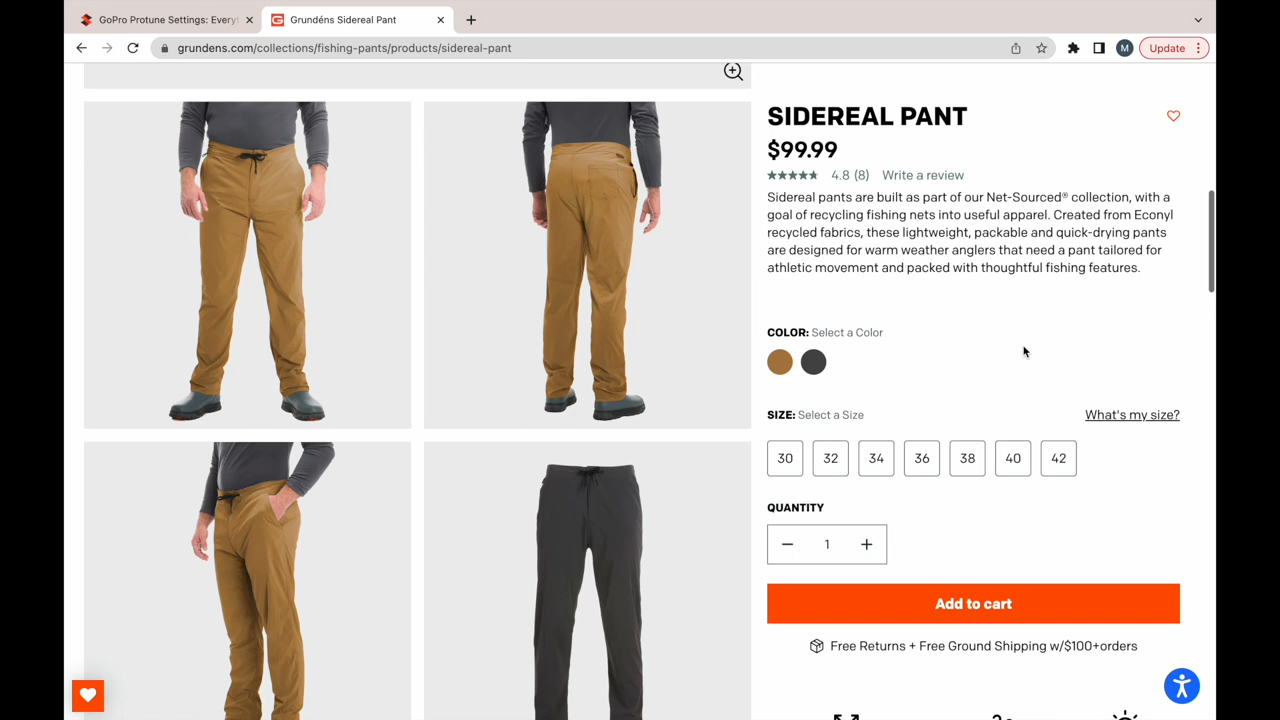 GoPro Protune Settings: Every
Grundéns Sidereal Pant
grundens.com/collections/fishing-pants/products/sidereal-pant
M
Update
SIDEREAL PANT
$99.99
4.8 (8) Write a review
Sidereal pants are built as part of our Net-Sourced® collection, with a
goal of recycling fishing nets into useful apparel. Created from Econyl
recycled fabrics, these lightweight, packable and quick-drying pants
are designed for warm weather anglers that need a pant tailored for
athletic movement and packed with thoughtful fishing features.
COLOR: Select a Color
SIZE: Select a Size
What's my size?
30 32 34 36 38 40 42
QUANTITY
1
Add to cart
Free Returns + Free Ground Shipping w/$100+orders